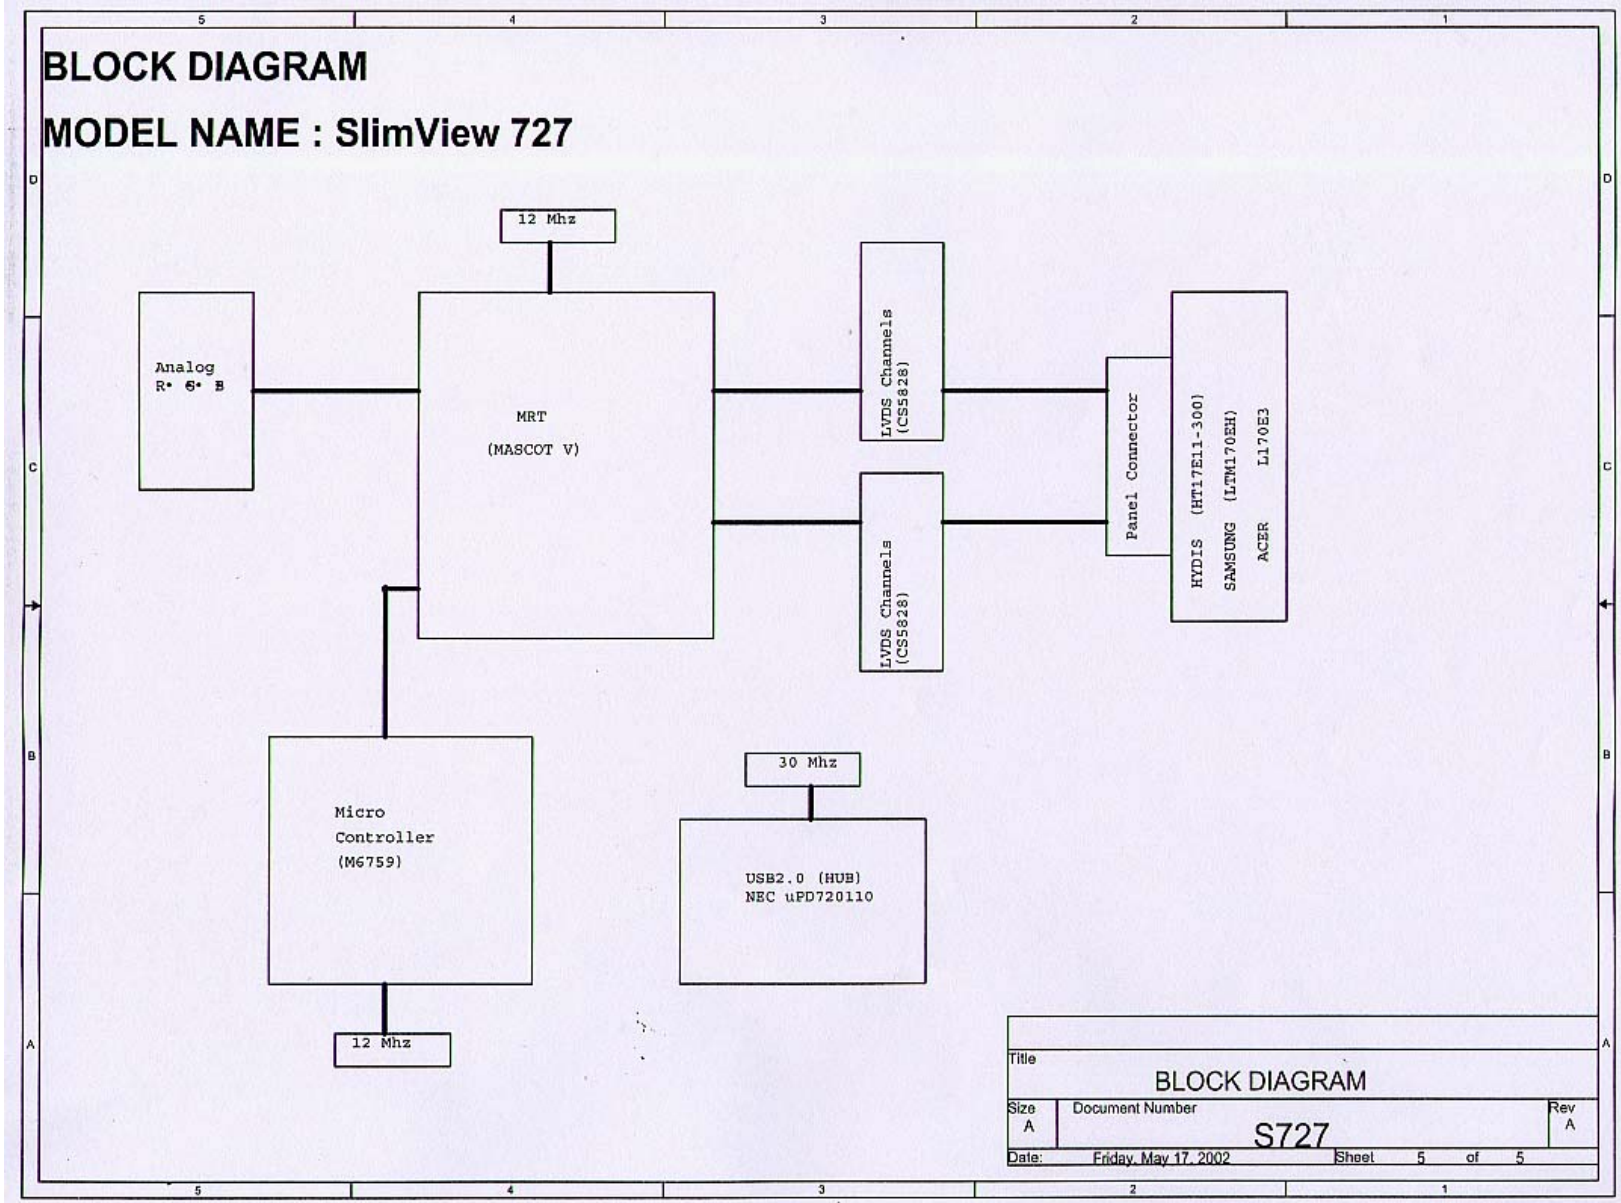 5 4 3 2 1
BLOCK DIAGRAM
MODEL NAME : SlimView 727
D D
12 Mhz
Analog
R• G• B
MRT
(MASCOT V)
LVDS Channels
(CS5828)
LVDS Channels
(CS5828)
Panel Connector
HYDIS (HT17E11-300)
SAMSUNG (LTM170EH)
ACER L170E3
C C
B B
Micro
Controller
(M6759)
12 Mhz
30 Mhz
USB2.0 (HUB)
NEC uPD720110
A A
Title
BLOCK DIAGRAM
Size
A
Document Number
S727
Rev
A
Date: Friday, May 17, 2002 Sheet 5 of 5
5 4 3 2 1